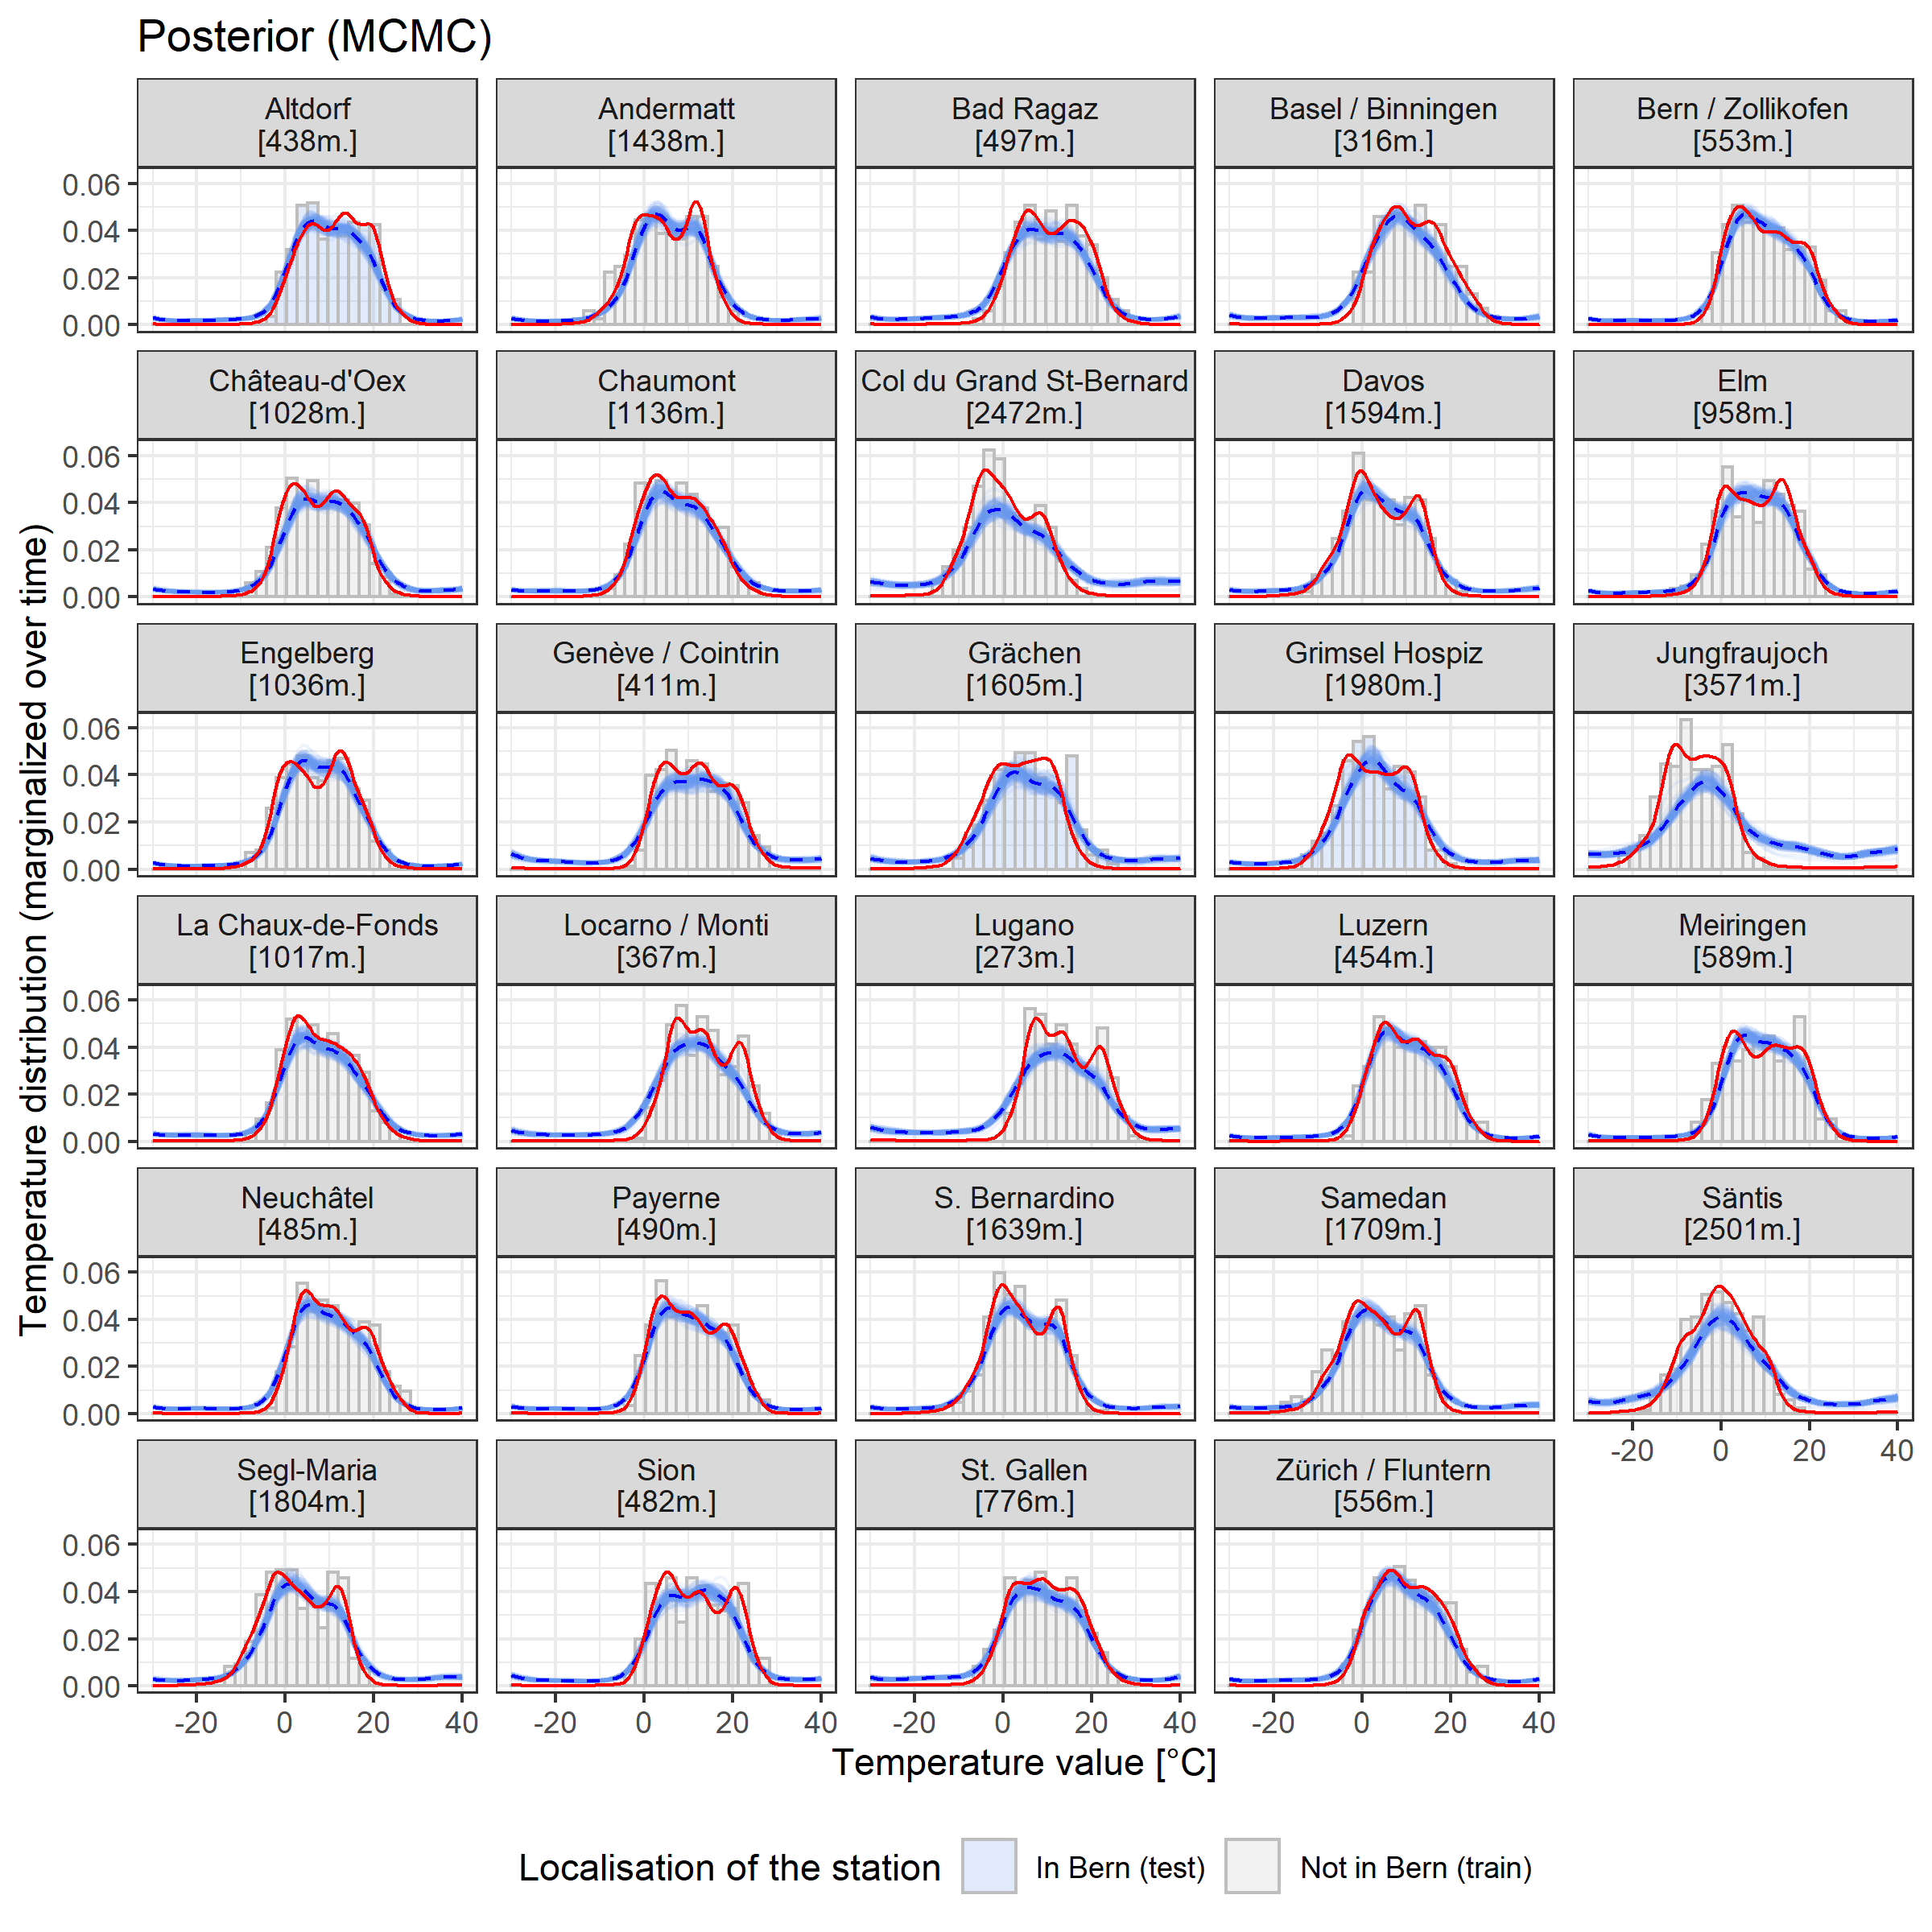 Posterior (MCMC)
Altdorf
[438m.]
Andermatt
[1438m.]
Bad Ragaz
[497m.]
Basel / Binningen
[316m.]
Bern / Zollikofen
[553m.]
0.06
0.04
0.02
0.00
Château-d'Oex
[1028m.]
Chaumont
[1136m.]
Col du Grand St-Bernard
[2472m.]
Davos
[1594m.]
Elm
[958m.]
0.06
0.04
0.02
0.00
Engelberg
[1036m.]
Genève / Cointrin
[411m.]
Grächen
[1605m.]
Grimsel Hospiz
[1980m.]
Jungfraujoch
[3571m.]
0.06
0.04
0.02
0.00
La Chaux-de-Fonds
[1017m.]
Locarno / Monti
[367m.]
Lugano
[273m.]
Luzern
[454m.]
Meiringen
[589m.]
0.06
0.04
0.02
0.00
Neuchâtel
[485m.]
Payerne
[490m.]
S. Bernardino
[1639m.]
Samedan
[1709m.]
Säntis
[2501m.]
0.06
0.04
0.02
0.00
-20 0 20 40
Segl-Maria
[1804m.]
Sion
[482m.]
St. Gallen
[776m.]
Zürich / Fluntern
[556m.]
0.06
0.04
0.02
0.00
-20 0 20 40
-20 0 20 40
-20 0 20 40
-20 0 20 40
Temperature distribution (marginalized over time)
Temperature value [°C]
Localisation of the station
In Bern (test)
Not in Bern (train)